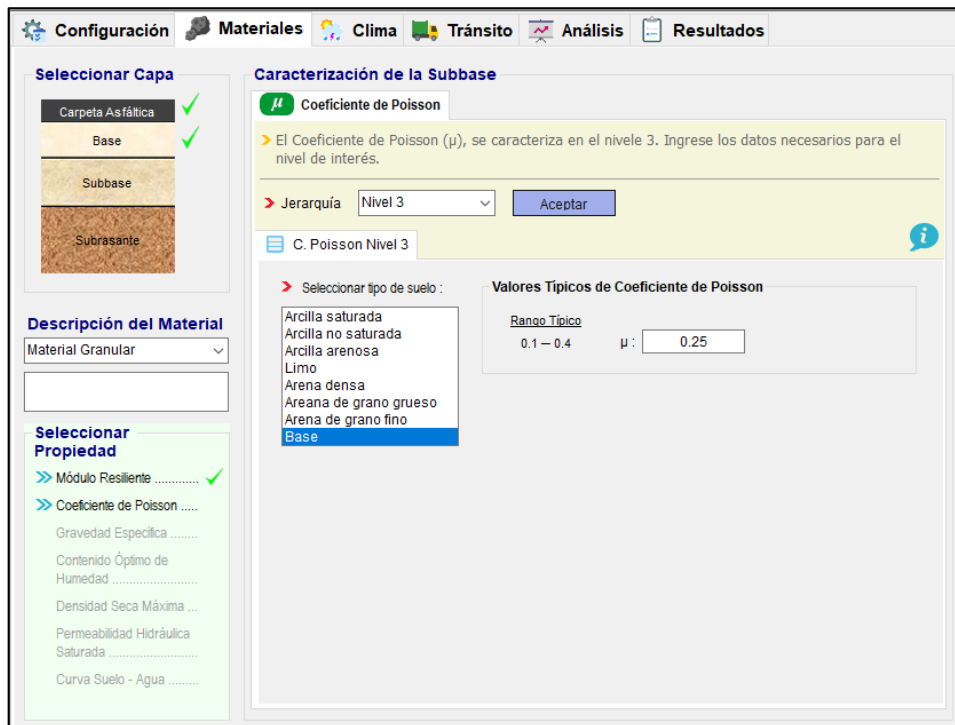 Configuración Materiales Clima Tránsito Análisis Resultados
Seleccionar Capa
Carpeta Asfáltica
Base
Subbase
Subrasante
Descripción del Material
Material Granular
Seleccionar
Propiedad
Módulo Resiliente ............
Coeficiente de Poisson .....
Gravedad Especifica ........
Contenido Óptimo de
Humedad .........................
Densidad Seca Máxima ...
Permeabilidad Hidráulica
Saturada ..........................
Curva Suelo - Agua .........
Caracterización de la Subbase
μ Coeficiente de Poisson
El Coeficiente de Poisson (μ), se caracteriza en el nivele 3. Ingrese los datos necesarios para el
nivel de interés.
Jerarquía Nivel 3 Aceptar
i
C. Poisson Nivel 3
Seleccionar tipo de suelo :
Arcilla saturada
Arcilla no saturada
Arcilla arenosa
Limo
Arena densa
Areana de grano grueso
Arena de grano fino
Base
Valores Tipicos de Coeficiente de Poisson
Rango Típico
0.1 — 0.4 μ : 0.25